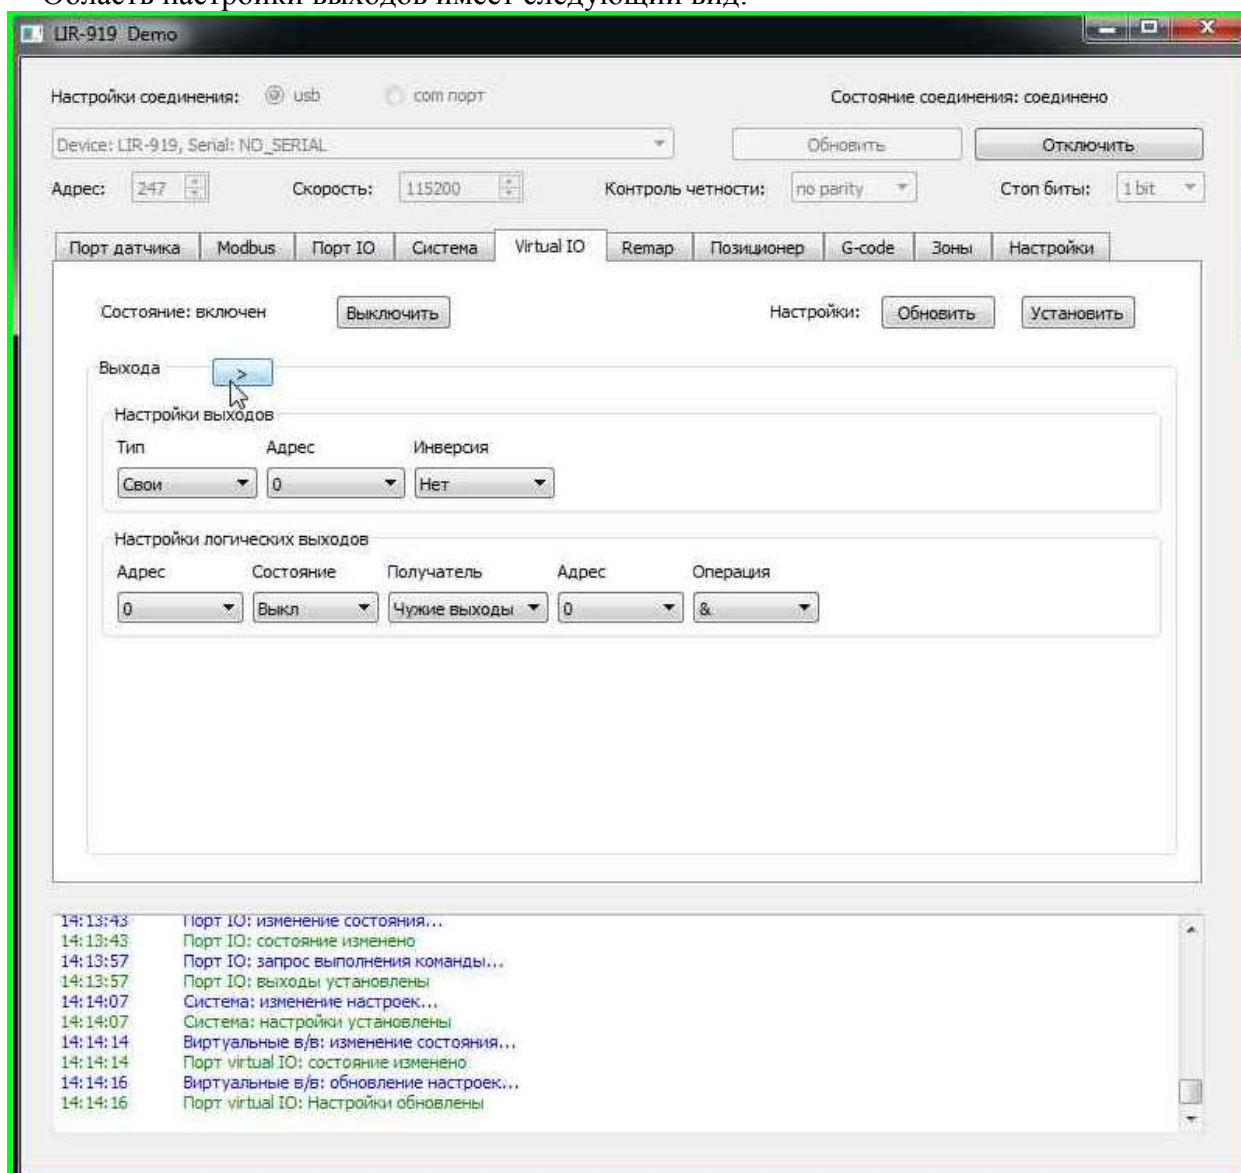 Область настройки выходов имеет следующий вид:
LIR-919 Demo
Настройки соединения: usb com порт Состояние соединения: соединено
Device: LIR-919, Serial: NO_SERIAL Обновить Отключить
Адрес: 247 Скорость: 115200 Контроль четности: no parity Стоп биты: 1 bit
Порт датчика Modbus Порт IO Система Virtual IO Remap Позиционер G-code Зоны Настройки
Состояние: включен Выключить Настройки: Обновить Установить
Выхода >
Настройки выходов
Тип Адрес Инверсия
Свои 0 Нет
Настройки логических выходов
Адрес Состояние Получатель Адрес Операция
0 Выкл Чужие выходы 0 &
14:13:43 Порт IO: изменение состояния...
14:13:43 Порт IO: состояние изменено
14:13:57 Порт IO: запрос выполнения команды...
14:13:57 Порт IO: выходы установлены
14:14:07 Система: изменение настроек...
14:14:07 Система: настройки установлены
14:14:14 Виртуальные в/в: изменение состояния...
14:14:14 Порт virtual IO: состояние изменено
14:14:16 Виртуальные в/в: обновление настроек...
14:14:16 Порт virtual IO: Настройки обновлены